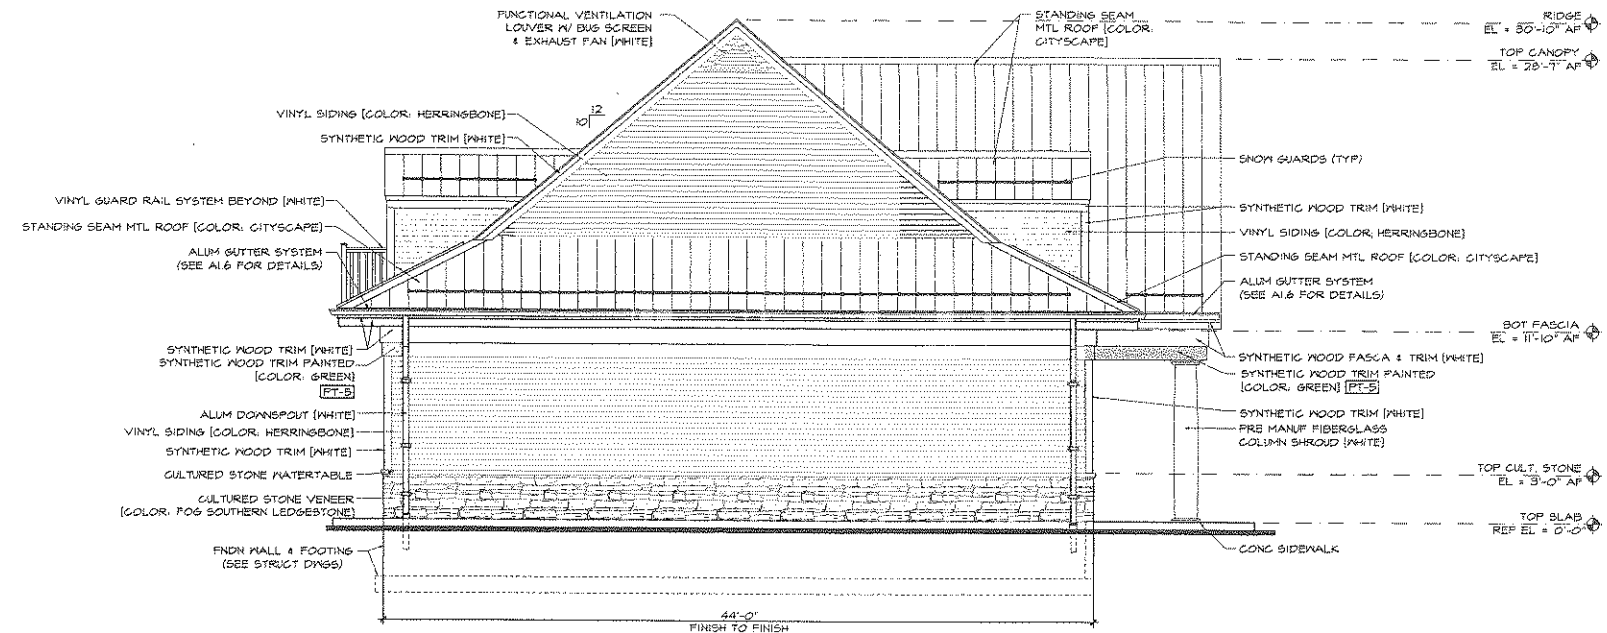 FUNCTIONAL VENTILATION
LOUVER W/ BUG SCREEN
& EXHAUST FAN [WHITE]
VINYL SIDING [COLOR: HERRINGBONE]
SYNTHETIC WOOD TRIM [WHITE]
12
10
VINYL GUARD RAIL SYSTEM BEYOND [WHITE]
STANDING SEAM MTL ROOF [COLOR: CITYSCAPE]
ALUM GUTTER SYSTEM
(SEE A1.6 FOR DETAILS)
SYNTHETIC WOOD TRIM [WHITE]
SYNTHETIC WOOD TRIM PAINTED
[COLOR: GREEN]
PT-5
ALUM DOWNSPOUT [WHITE]
VINYL SIDING [COLOR: HERRINGBONE]
SYNTHETIC WOOD TRIM [WHITE]
CULTURED STONE WATERTABLE
CULTURED STONE VENEER
[COLOR: FOG SOUTHERN LEDGESTONE]
FNDN WALL & FOOTING
(SEE STRUCT DWGS)
44'-0"
FINISH TO FINISH
STANDING SEAM
MTL ROOF [COLOR:
CITYSCAPE]
SNOW GUARDS (TYP)
SYNTHETIC WOOD TRIM [WHITE]
VINYL SIDING [COLOR: HERRINGBONE]
STANDING SEAM MTL ROOF [COLOR: CITYSCAPE]
ALUM GUTTER SYSTEM
(SEE A1.6 FOR DETAILS)
SYNTHETIC WOOD FASCA & TRIM [WHITE]
SYNTHETIC WOOD TRIM PAINTED
[COLOR: GREEN] PT-5
SYNTHETIC WOOD TRIM [WHITE]
PRE MANUF FIBERGLASS
COLUMN SHROUD [WHITE]
CONC SIDEWALK
RIDGE
EL = 30'-10" AF
TOP CANOPY
EL = 28'-7" AF
BOT FASCIA
EL = 11'-10" AF
TOP CULT. STONE
EL = 3'-0" AF
TOP SLAB
REF EL = 0'-0"